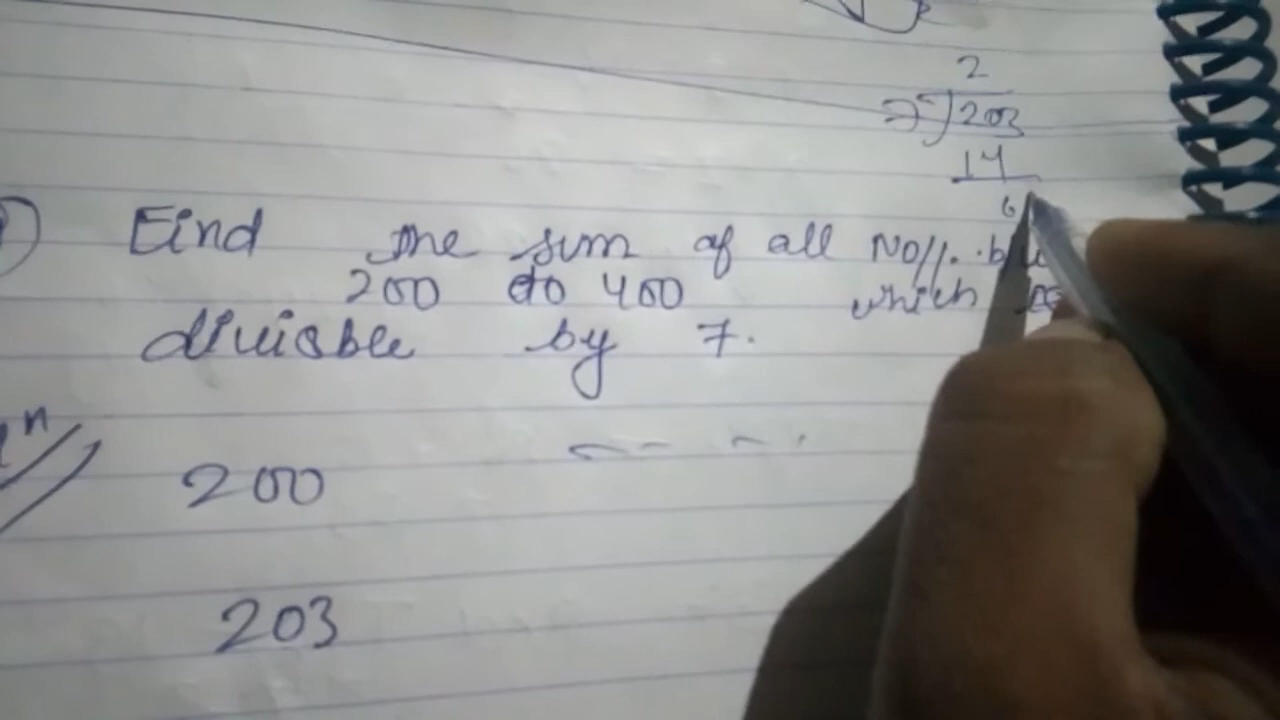 2
7)203
14
6
Find the sum of all No//. b/w
200 to 400 which
divisble by 7.
200
203